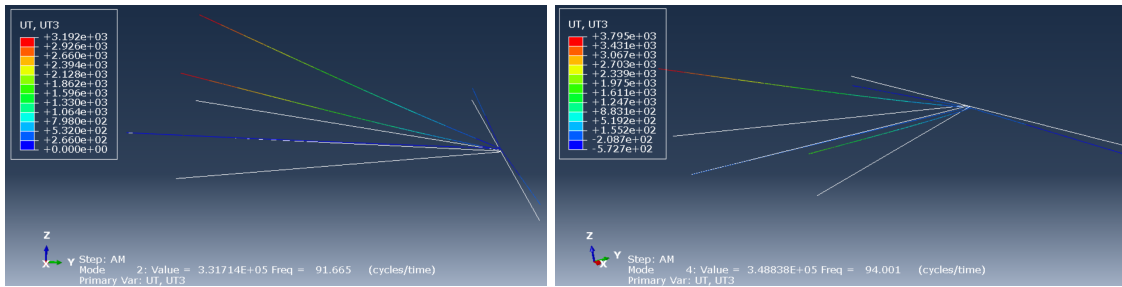 UT, UT3
+3.192e+03
+2.926e+03
+2.660e+03
+2.394e+03
+2.128e+03
+1.862e+03
+1.596e+03
+1.330e+03
+1.064e+03
+7.980e+02
+5.320e+02
+2.660e+02
+0.000e+00
Z
Y
X
Step: AM
Mode 2: Value = 3.31714E+05 Freq = 91.665 (cycles/time)
Primary Var: UT, UT3
UT, UT3
+3.795e+03
+3.431e+03
+3.067e+03
+2.703e+03
+2.339e+03
+1.975e+03
+1.611e+03
+1.247e+03
+8.831e+02
+5.192e+02
+1.552e+02
-2.087e+02
-5.727e+02
Z
Y
X
Step: AM
Mode 4: Value = 3.48838E+05 Freq = 94.001 (cycles/time)
Primary Var: UT, UT3